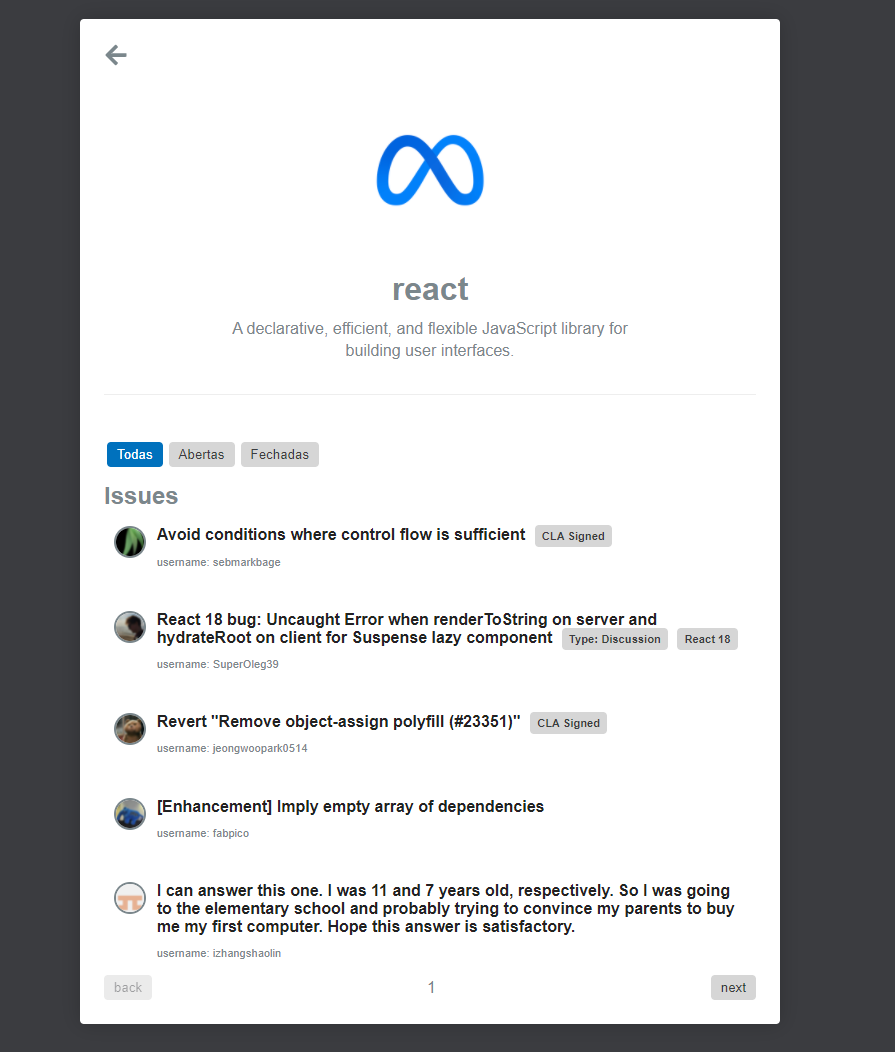 react
A declarative, efficient, and flexible JavaScript library for
building user interfaces.
Todas Abertas Fechadas
Issues
Avoid conditions where control flow is sufficient CLA Signed
username: sebmarkbage
React 18 bug: Uncaught Error when renderToString on server and
hydrateRoot on client for Suspense lazy component Type: Discussion React 18
username: SuperOleg39
Revert "Remove object-assign polyfill (#23351)" CLA Signed
username: jeongwoopark0514
[Enhancement] Imply empty array of dependencies
username: fabpico
I can answer this one. I was 11 and 7 years old, respectively. So I was going
to the elementary school and probably trying to convince my parents to buy
me my first computer. Hope this answer is satisfactory.
username: izhangshaolin
back 1 next